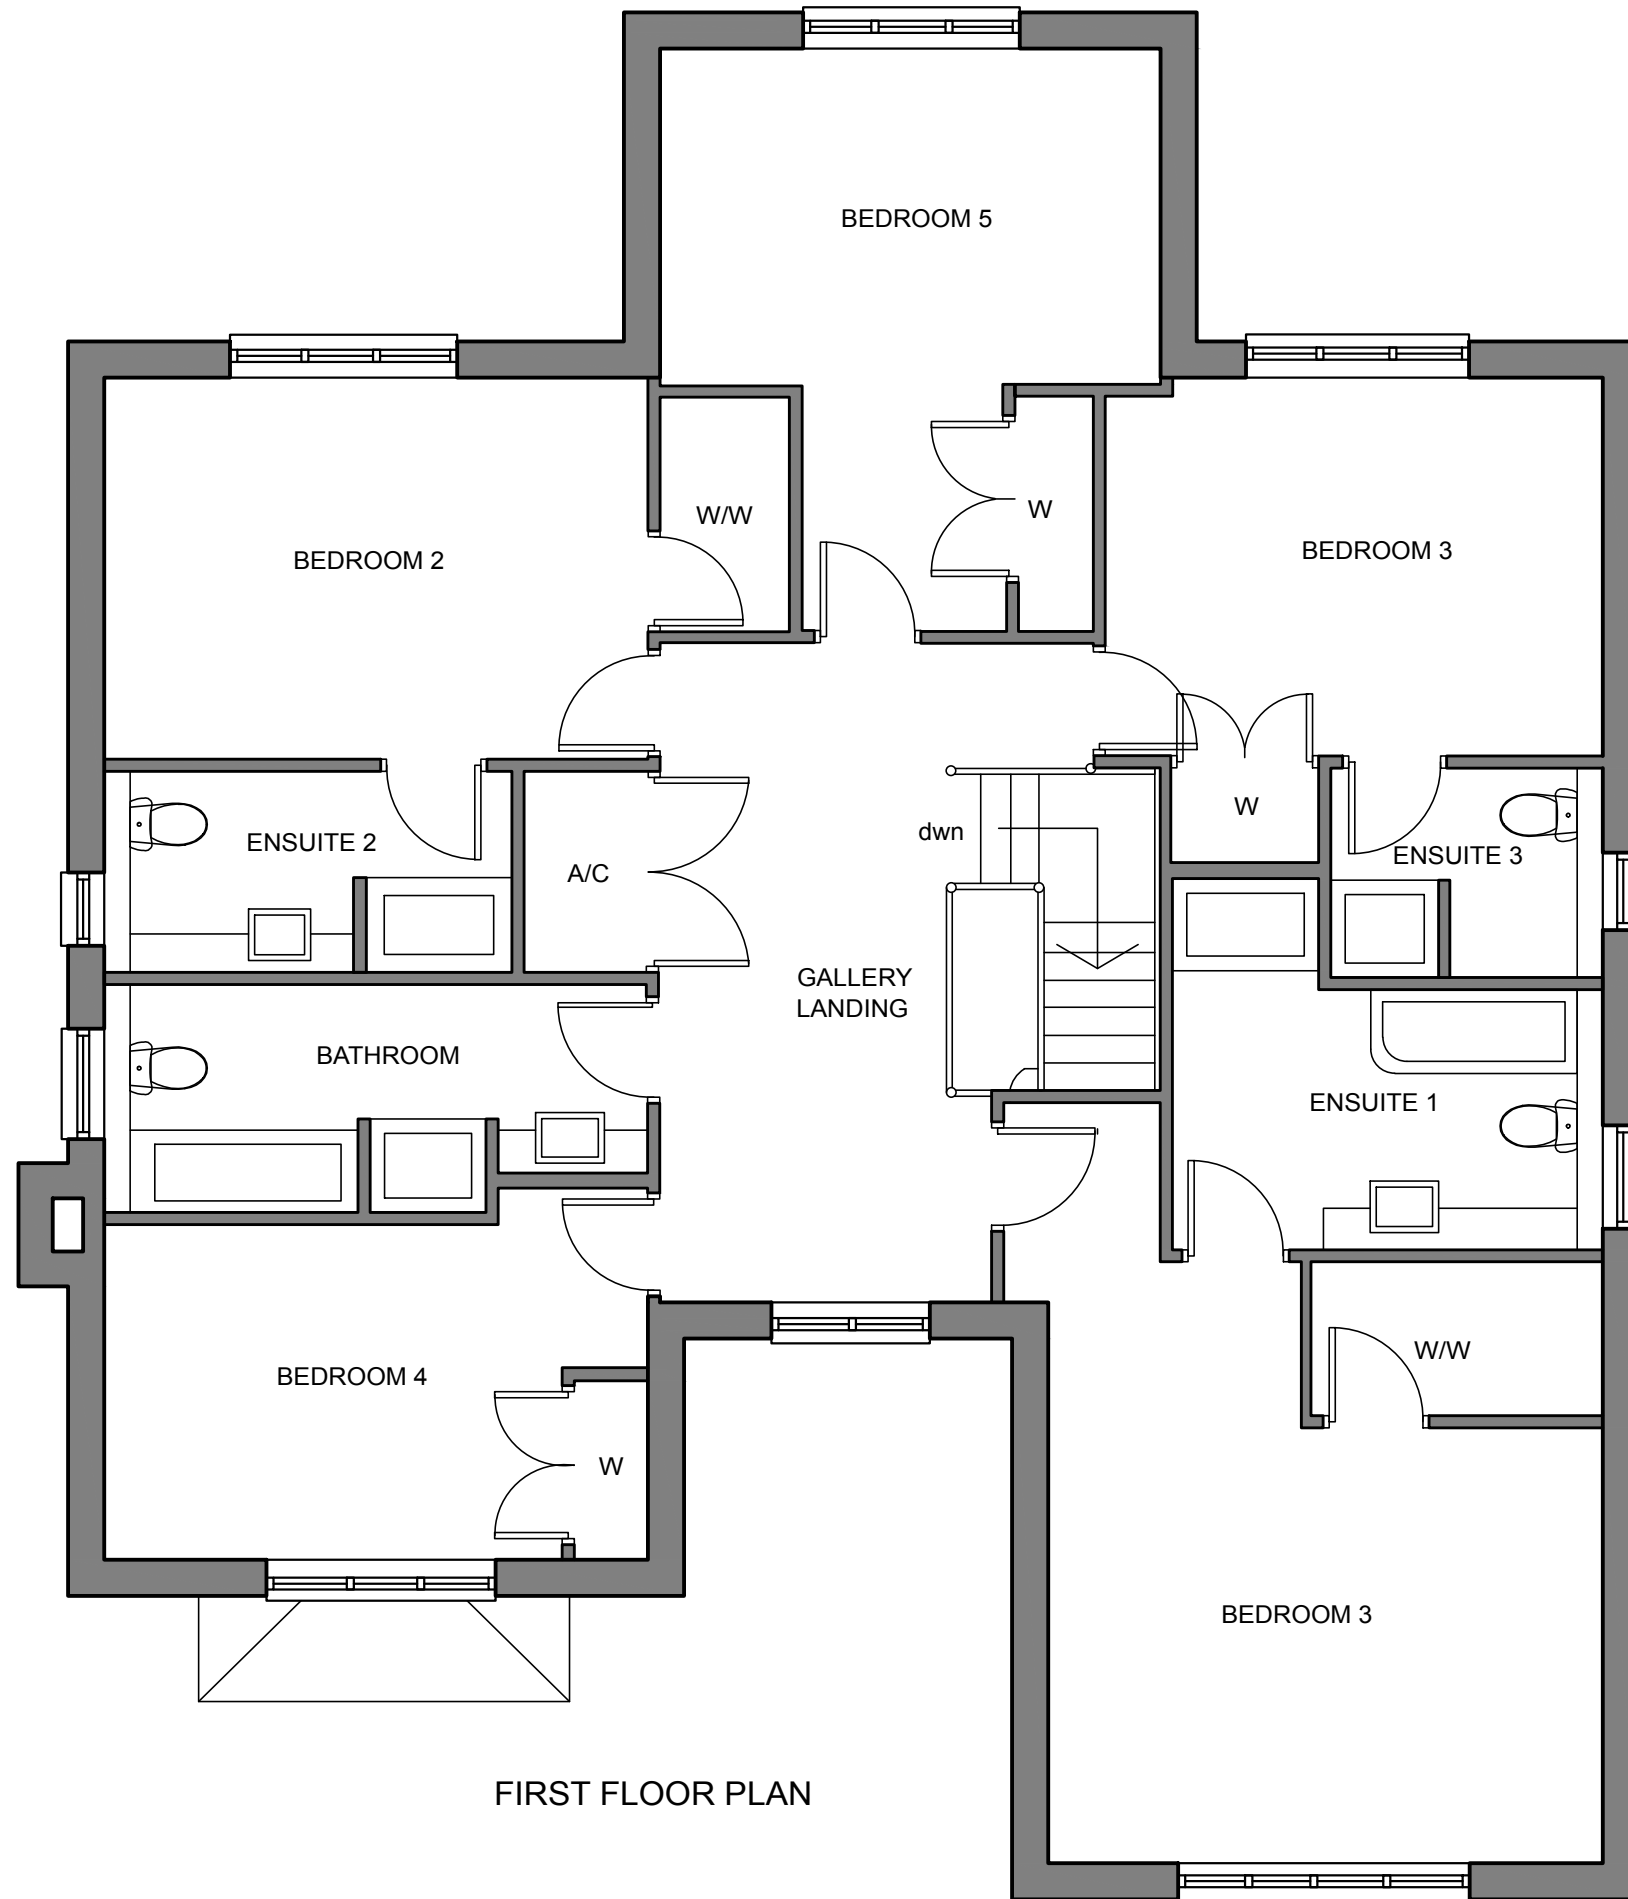 BEDROOM 5
W/W
W
BEDROOM 2
BEDROOM 3
W
dwn
ENSUITE 2
A/C
ENSUITE 3
GALLERY
LANDING
BATHROOM
ENSUITE 1
W/W
BEDROOM 4
W
BEDROOM 3
FIRST FLOOR PLAN